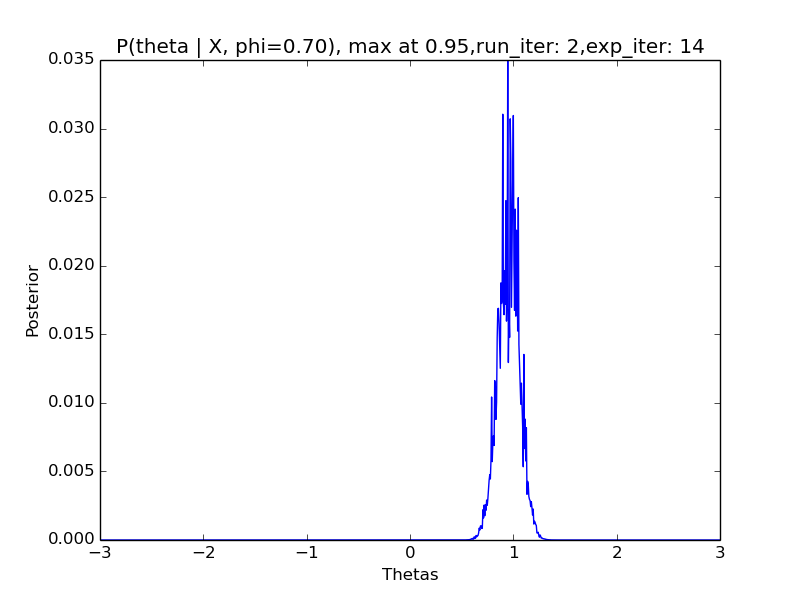 P(theta | X, phi=0.70), max at 0.95,run_iter: 2,exp_iter: 14
0.035
0.030
0.025
0.020
0.015
0.010
0.005
0.000
Posterior
−3 −2 −1 0 1 2 3
Thetas